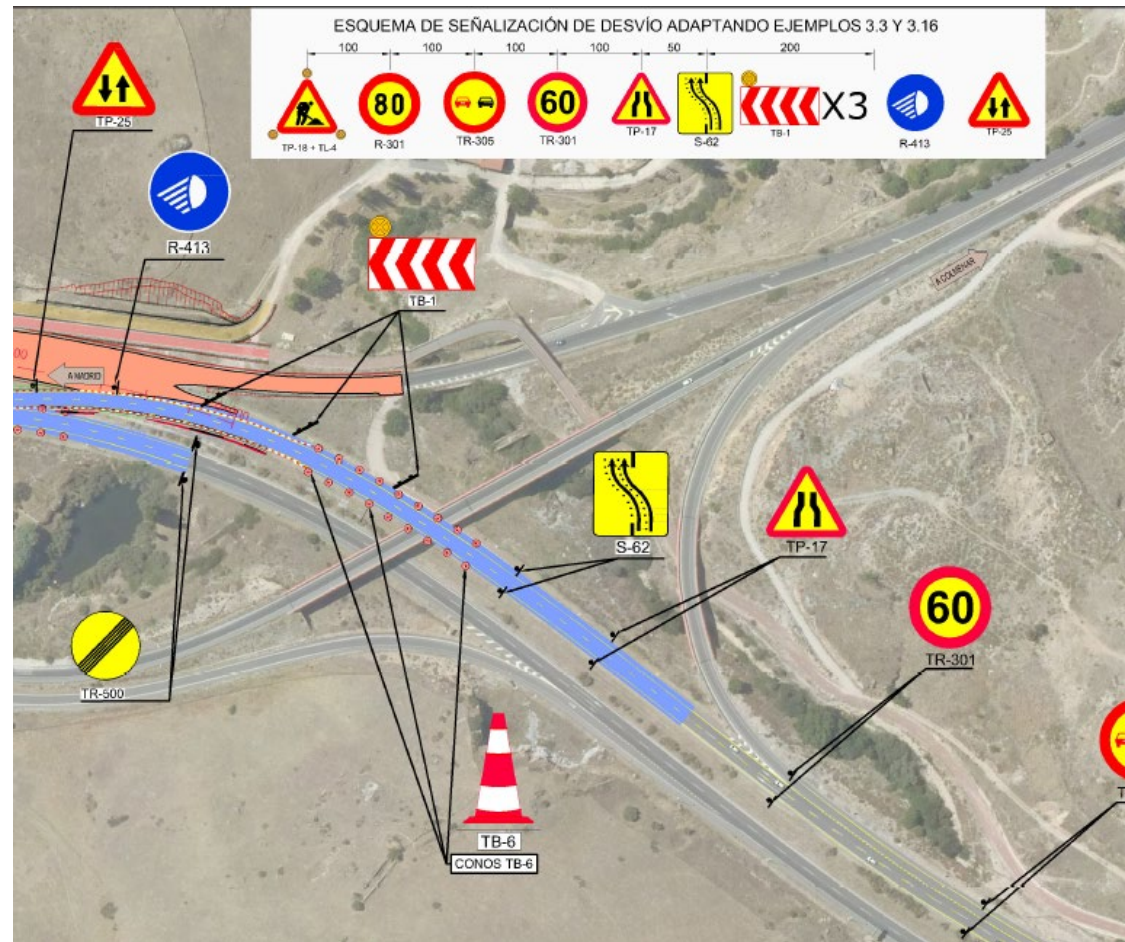 ESQUEMA DE SEÑALIZACIÓN DE DESVÍO ADAPTANDO EJEMPLOS 3.3 Y 3.16
100 100 100 100 50 200
80 60 X3
TP-18 + TL-4 R-301 TR-305 TR-301 TP-17 S-62 TB-1 R-413 TP-25
TP-25
R-413
TB-1
A COLMENAR
A MADRID
S-62
TP-17
60
TR-301
TR-500
TB-6
CONOS TB-6